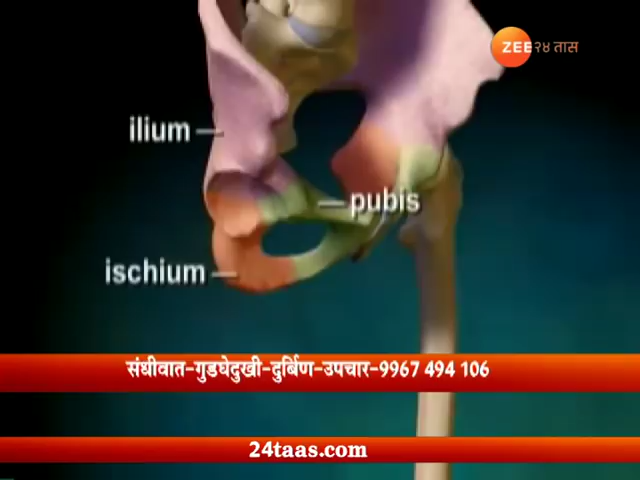 ZEE २४ तास
ilium
pubis
ischium
संधीवात-गुडघेदुखी-दुर्बिण-उपचार-9967 494 106
24taas.com